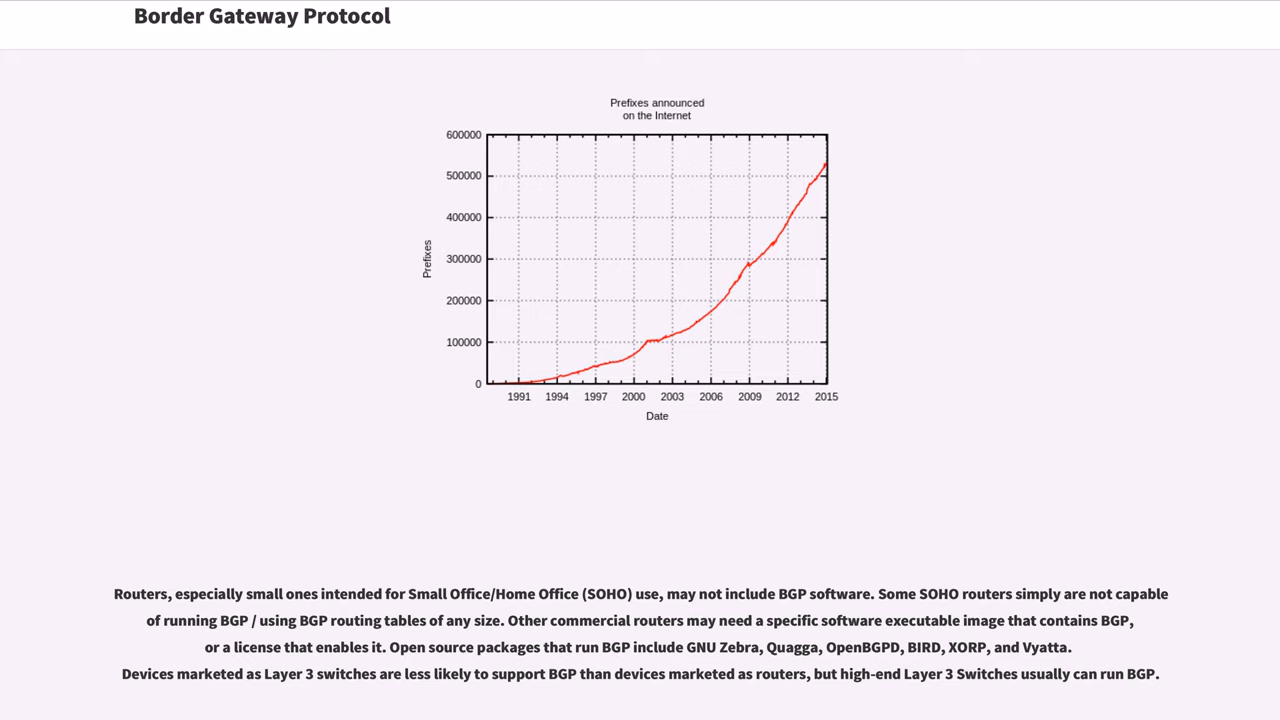 Border Gateway Protocol
Prefixes announced
on the Internet
600000
500000
400000
300000
200000
100000
0
Prefixes
1991 1994 1997 2000 2003 2006 2009 2012 2015
Date
Routers, especially small ones intended for Small Office/Home Office (SOHO) use, may not include BGP software. Some SOHO routers simply are not capable
of running BGP / using BGP routing tables of any size. Other commercial routers may need a specific software executable image that contains BGP,
or a license that enables it. Open source packages that run BGP include GNU Zebra, Quagga, OpenBGPD, BIRD, XORP, and Vyatta.
Devices marketed as Layer 3 switches are less likely to support BGP than devices marketed as routers, but high-end Layer 3 Switches usually can run BGP.